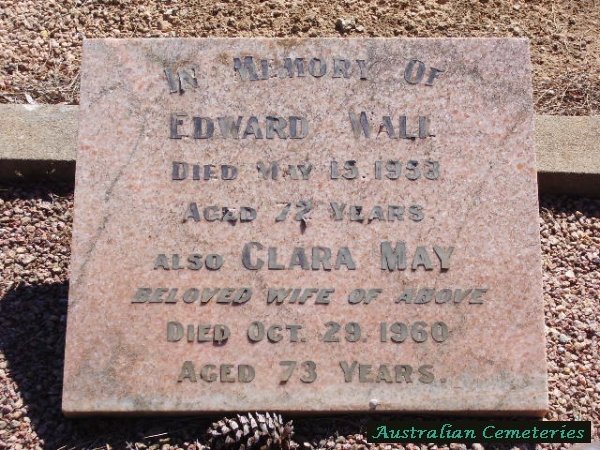 In Memory Of
Edward Wall
Died May 15. 1958
Aged 72 Years
also Clara May
beloved wife of above
Died Oct. 29. 1960
Aged 73 Years
Australian Cemeteries